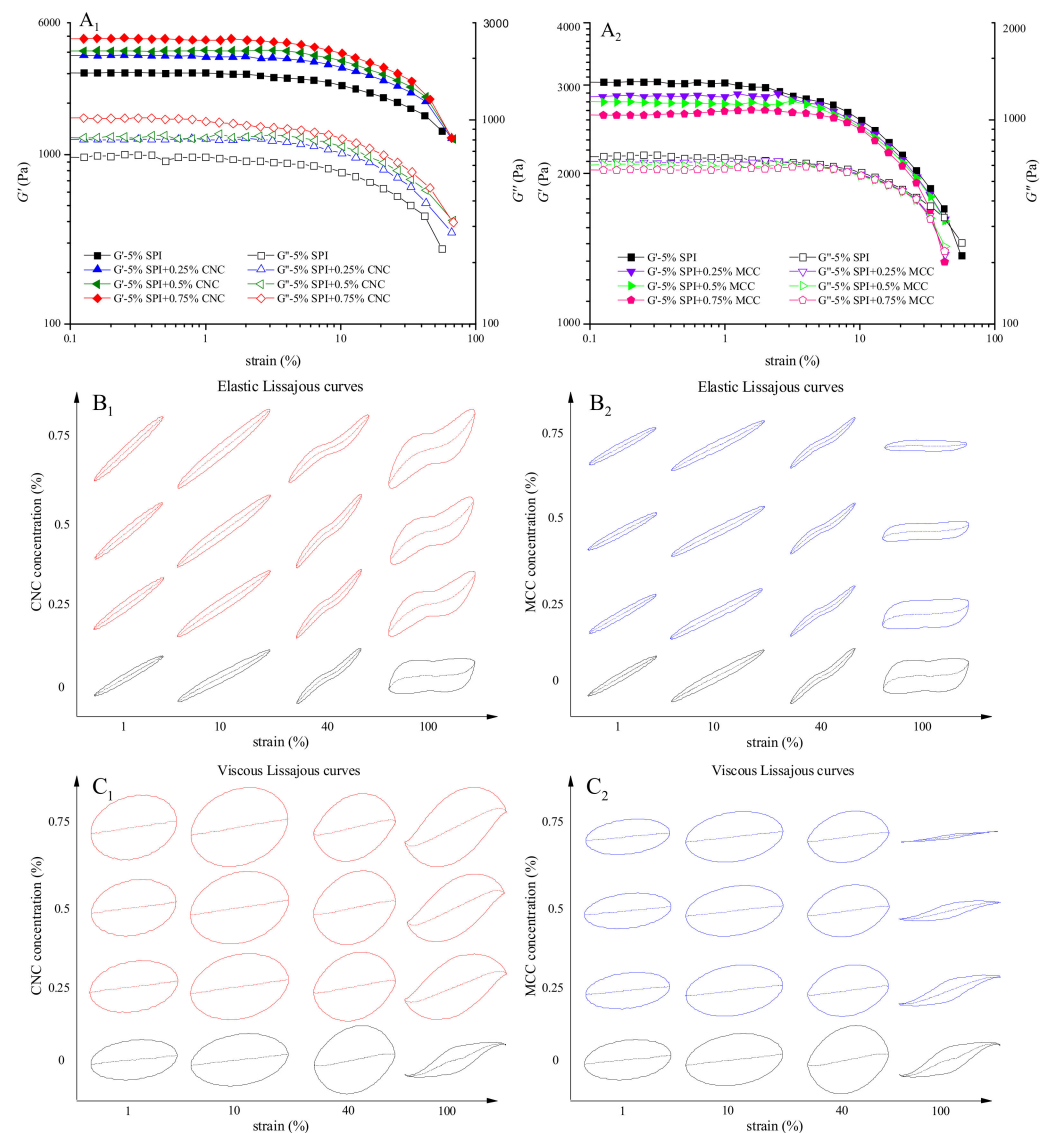 A1
6000
1000
100
G′ (Pa)
3000
1000
100
G″ (Pa)
G'-5% SPI
G'-5% SPI+0.25% CNC
G'-5% SPI+0.5% CNC
G'-5% SPI+0.75% CNC
G"-5% SPI
G"-5% SPI+0.25% CNC
G"-5% SPI+0.5% CNC
G"-5% SPI+0.75% CNC
0.1 1 10 100
strain (%)
A2
4000
3000
2000
1000
G′ (Pa)
2000
1000
100
G″ (Pa)
G'-5% SPI
G'-5% SPI+0.25% MCC
G'-5% SPI+0.5% MCC
G'-5% SPI+0.75% MCC
G"-5% SPI
G"-5% SPI+0.25% MCC
G"-5% SPI+0.5% MCC
G"-5% SPI+0.75% MCC
0.1 1 10 100
strain (%)
Elastic Lissajous curves
B1
CNC concentration (%)
0.75
0.5
0.25
0
1 10 40 100
strain (%)
Elastic Lissajous curves
B2
MCC concentration (%)
0.75
0.5
0.25
0
1 10 40 100
strain (%)
Viscous Lissajous curves
C1
CNC concentration (%)
0.75
0.5
0.25
0
1 10 40 100
strain (%)
Viscous Lissajous curves
C2
MCC concentration (%)
0.75
0.5
0.25
0
1 10 40 100
strain (%)